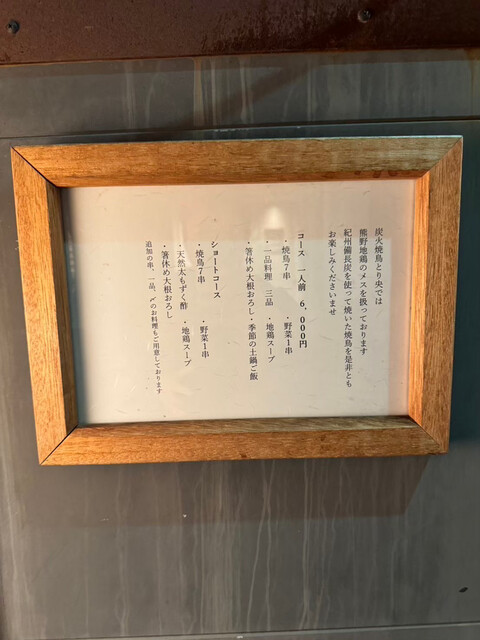 炭火焼鳥とり央では
熊野地鶏のメスを扱っております
紀州備長炭を使って焼いた焼鳥を是非とも
お楽しみくださいませ
コース 一人前 6,000円
・焼鳥7串 ・野菜1串
・一品料理 三品 ・地鶏スープ
・箸休め大根おろし・季節の土鍋ご飯
ショートコース
・焼鳥7串 ・野菜1串
・天然太もずく酢 ・地鶏スープ
・箸休め大根おろし
追加の串、一品、〆のお料理もご用意しております